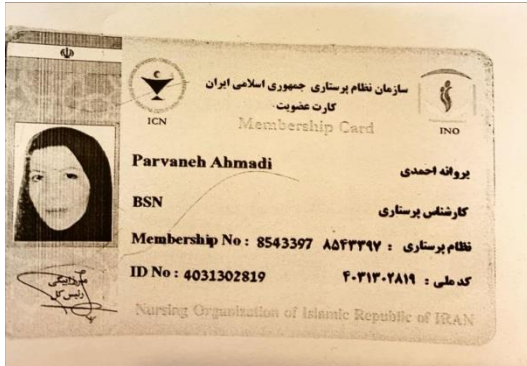 سازمان نظام پرستاری جمهوری اسلامی ایران
کارت عضویت
Membership Card
ICN
INO
Parvaneh Ahmadi
پروانه احمدی
BSN
کارشناس پرستاری
Membership No : 8543397
نظام پرستاری : ۸۵۴۳۳۹۷
ID No : 4031302819
کد ملی : ۴۰۳۱۳۰۲۸۱۹
رئیس کل
Nursing Organization of Islamic Republic of IRAN